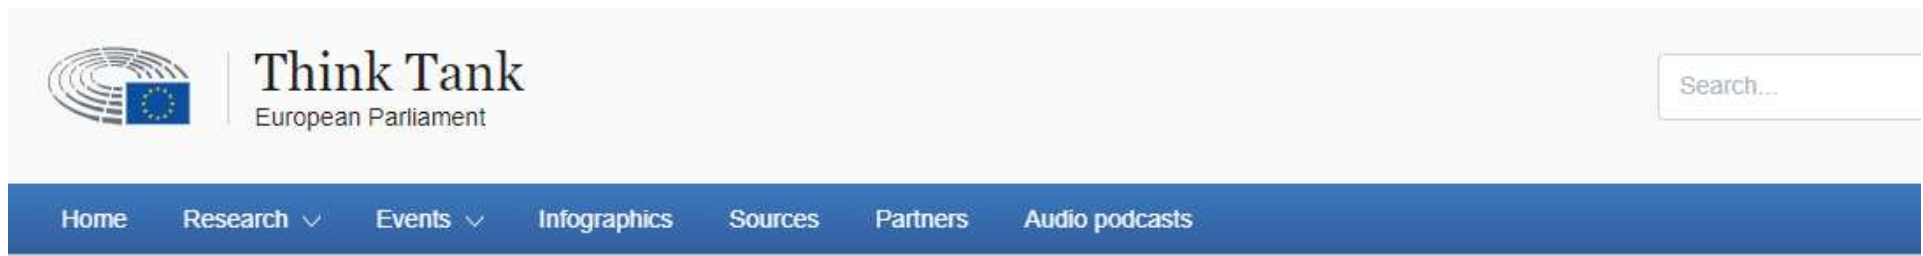 Think Tank
European Parliament
Search...
Home Research Events Infographics Sources Partners Audio podcasts